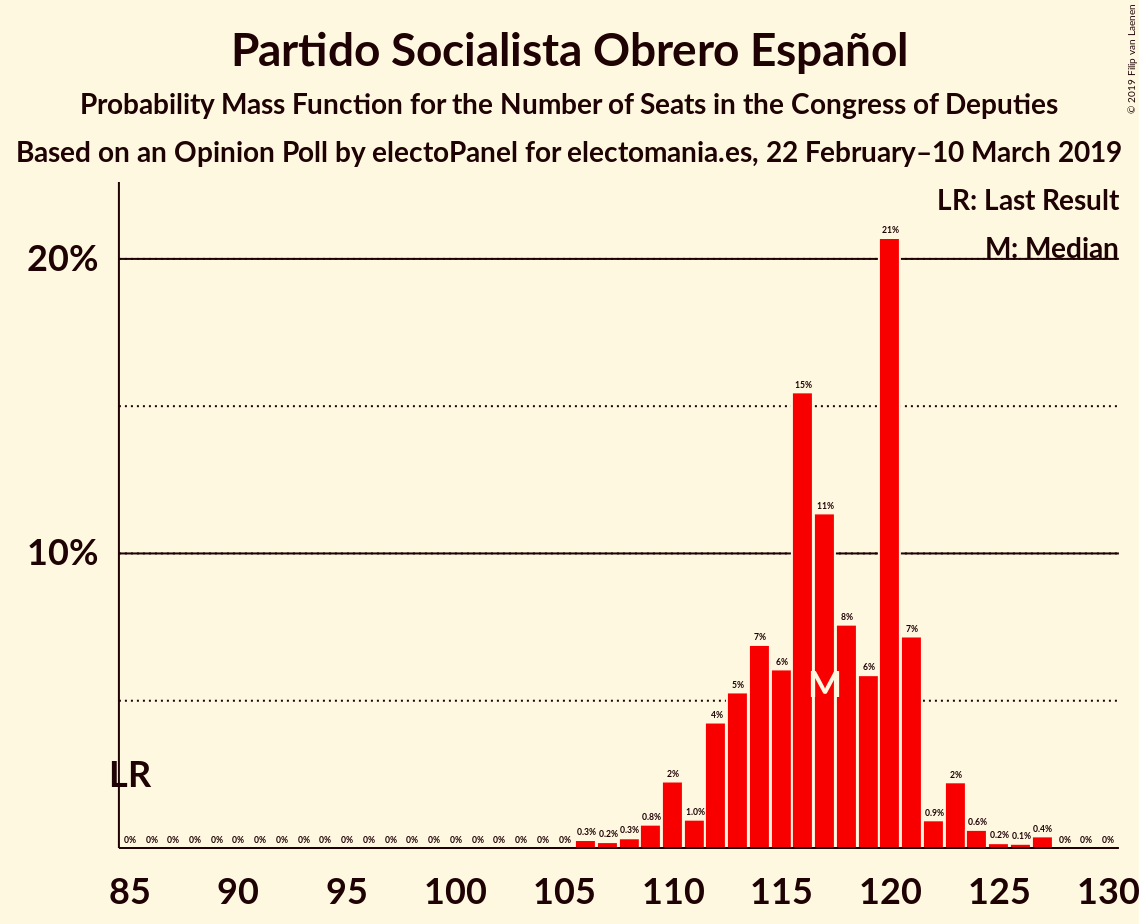 Partido Socialista Obrero Español
Probability Mass Function for the Number of Seats in the Congress of Deputies
Based on an Opinion Poll by electoPanel for electomania.es, 22 February–10 March 2019
© 2019 Filip van Laenen
LR: Last Result
M: Median
20%
10%
LR
M
0% 0% 0% 0% 0% 0% 0% 0% 0% 0% 0% 0% 0% 0% 0% 0% 0% 0% 0% 0% 0% 0.3% 0.2% 0.3% 0.8% 2% 1.0% 4% 5% 7% 6% 15% 11% 8% 6% 21% 7% 0.9% 2% 0.6% 0.2% 0.1% 0.4% 0% 0% 0%
85 90 95 100 105 110 115 120 125 130